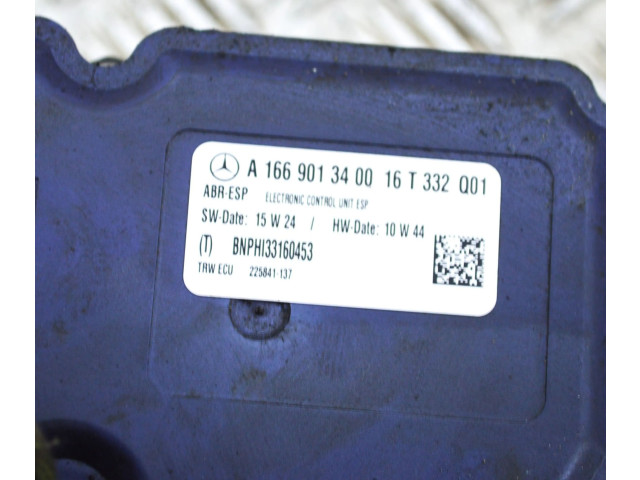 A 166 901 34 00 16 T 332 Q01
ABR-ESP ELECTRONIC CONTROL UNIT ESP
SW-Date: 15 W 24 / HW-Date: 10 W 44
(T) BNPHI33160453
TRW ECU 225841-137